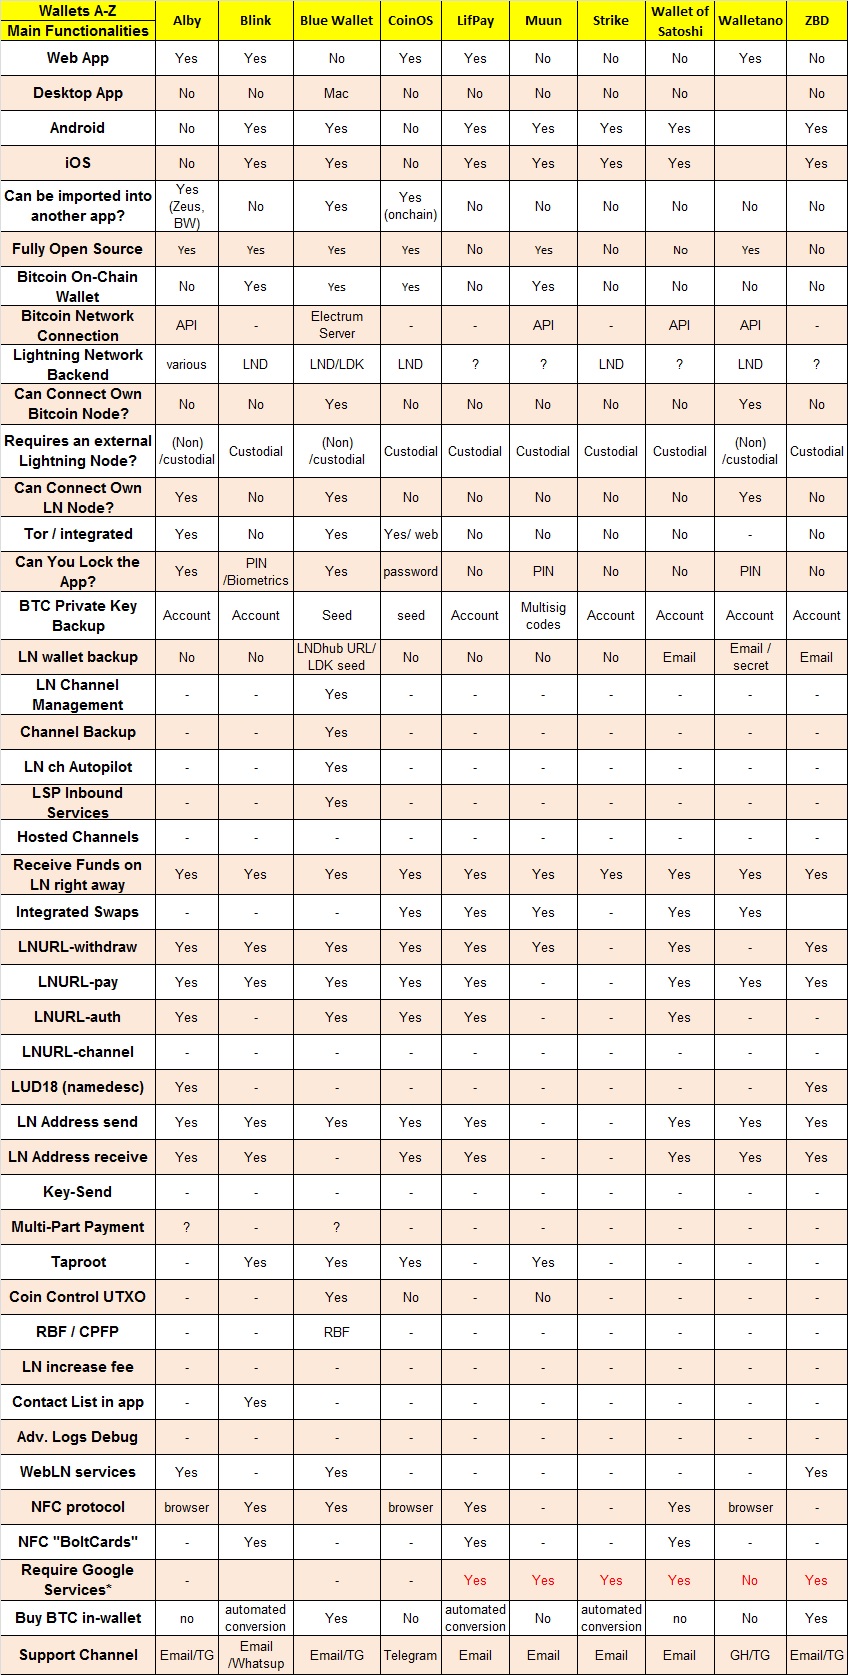 Wallets A-Z
Main Functionalities | Alby | Blink | Blue Wallet | CoinOS | LifPay | Muun | Strike | Wallet of Satoshi | Walletano | ZBD
Web App | Yes | Yes | No | Yes | Yes | No | No | No | Yes | No
Desktop App | No | No | Mac | No | No | No | No | No | | No
Android | No | Yes | Yes | No | Yes | Yes | Yes | Yes | | Yes
iOS | No | Yes | Yes | No | Yes | Yes | Yes | Yes | | Yes
Can be imported into another app? | Yes (Zeus, BW) | No | Yes | Yes (onchain) | No | No | No | No | No | No
Fully Open Source | Yes | Yes | Yes | Yes | No | Yes | No | No | Yes | No
Bitcoin On-Chain Wallet | No | Yes | Yes | Yes | No | Yes | No | No | No | No
Bitcoin Network Connection | API | - | Electrum Server | - | - | API | - | API | API | -
Lightning Network Backend | various | LND | LND/LDK | LND | ? | ? | LND | ? | LND | ?
Can Connect Own Bitcoin Node? | No | No | Yes | No | No | No | No | No | Yes | No
Requires an external Lightning Node? | (Non) /custodial | Custodial | (Non) /custodial | Custodial | Custodial | Custodial | Custodial | Custodial | (Non) /custodial | Custodial
Can Connect Own LN Node? | Yes | No | Yes | No | No | No | No | No | Yes | No
Tor / integrated | Yes | No | Yes | Yes/ web | No | No | No | No | - | No
Can You Lock the App? | Yes | PIN /Biometrics | Yes | password | No | PIN | No | No | PIN | No
BTC Private Key Backup | Account | Account | Seed | seed | Account | Multisig codes | Account | Account | Account | Account
LN wallet backup | No | No | LNDhub URL/ LDK seed | No | No | No | No | Email | Email / secret | Email
LN Channel Management | - | - | Yes | - | - | - | - | - | - | -
Channel Backup | - | - | Yes | - | - | - | - | - | - | -
LN ch Autopilot | - | - | Yes | - | - | - | - | - | - | -
LSP Inbound Services | - | - | Yes | - | - | - | - | - | - | -
Hosted Channels | - | - | - | - | - | - | - | - | - | -
Receive Funds on LN right away | Yes | Yes | Yes | Yes | Yes | Yes | Yes | Yes | Yes | Yes
Integrated Swaps | - | - | - | Yes | Yes | Yes | - | Yes | Yes |
LNURL-withdraw | Yes | Yes | Yes | Yes | Yes | Yes | - | Yes | - | Yes
LNURL-pay | Yes | Yes | Yes | Yes | Yes | - | - | Yes | Yes | Yes
LNURL-auth | Yes | - | Yes | Yes | Yes | - | - | Yes | - | -
LNURL-channel | - | - | - | - | - | - | - | - | - | -
LUD18 (namedesc) | Yes | - | - | - | - | - | - | - | - | Yes
LN Address send | Yes | Yes | Yes | Yes | Yes | - | - | Yes | Yes | Yes
LN Address receive | Yes | Yes | - | Yes | Yes | - | - | Yes | Yes | Yes
Key-Send | - | - | - | - | - | - | - | - | - | -
Multi-Part Payment | ? | - | ? | - | - | - | - | - | - | -
Taproot | - | Yes | Yes | Yes | - | Yes | - | - | - | -
Coin Control UTXO | - | - | Yes | No | - | No | - | - | - | -
RBF / CPFP | - | - | RBF | - | - | - | - | - | - | -
LN increase fee | - | - | - | - | - | - | - | - | - | -
Contact List in app | - | Yes | - | - | - | - | - | - | - | -
Adv. Logs Debug | - | - | - | - | - | - | - | - | - | -
WebLN services | Yes | - | Yes | - | - | - | - | - | - | Yes
NFC protocol | browser | Yes | Yes | browser | Yes | - | - | Yes | browser | -
NFC "BoltCards" | - | Yes | - | - | Yes | - | - | Yes | - | -
Require Google Services* | - | | - | - | Yes | Yes | Yes | Yes | No | Yes
Buy BTC in-wallet | no | automated conversion | Yes | No | automated conversion | No | automated conversion | no | No | Yes
Support Channel | Email/TG | Email /Whatsup | Email/TG | Telegram | Email | Email | Email | Email | GH/TG | Email/TG